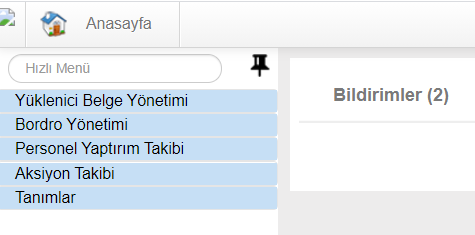 Anasayfa
Hızlı Menü
Yüklenici Belge Yönetimi
Bordro Yönetimi
Personel Yaptırım Takibi
Aksiyon Takibi
Tanımlar
Bildirimler (2)